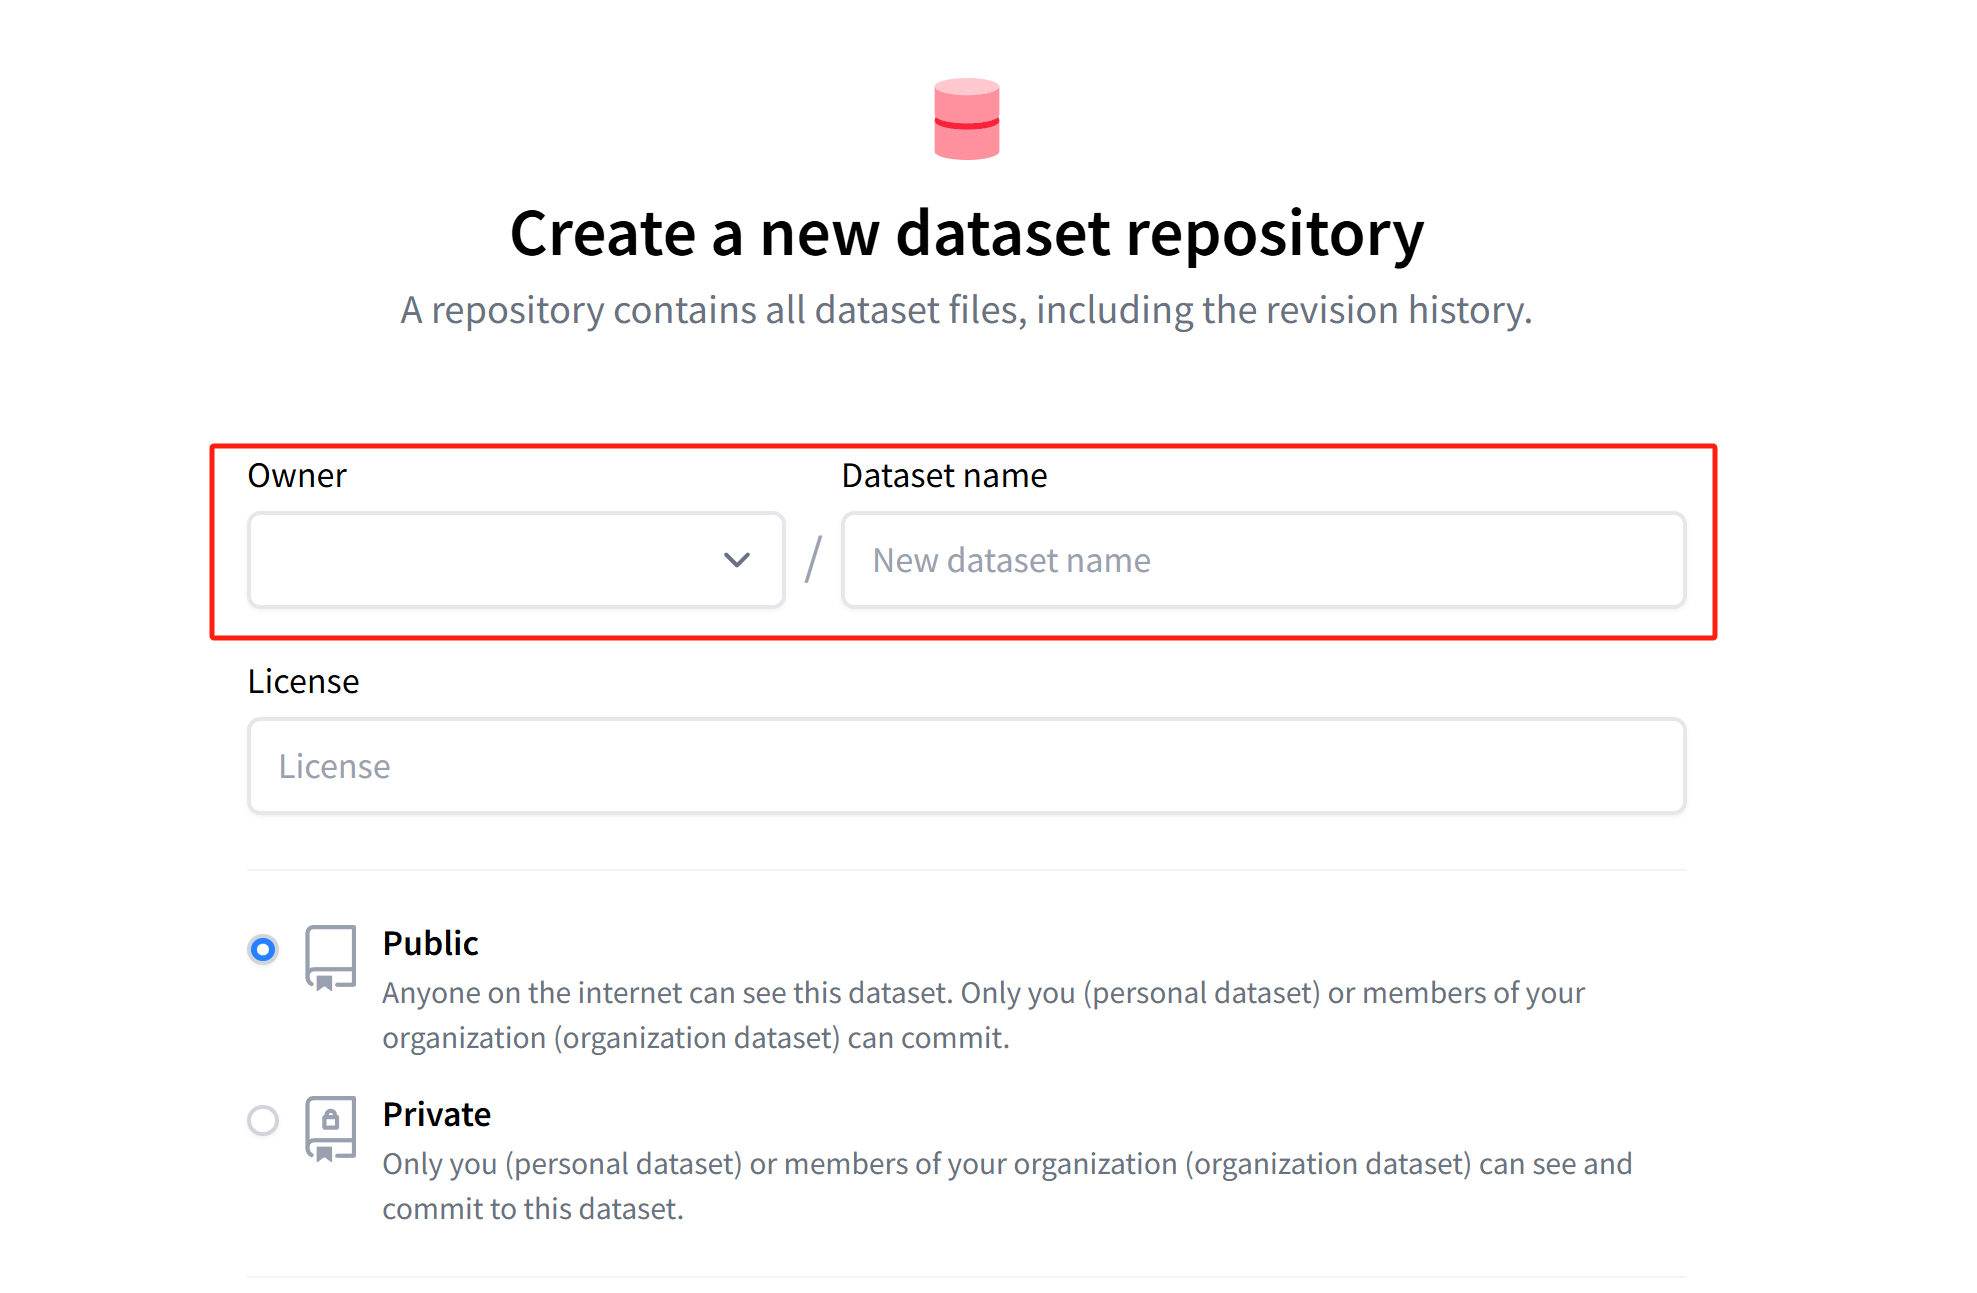 Create a new dataset repository
A repository contains all dataset files, including the revision history.
Owner
Dataset name
/
New dataset name
License
License
Public
Anyone on the internet can see this dataset. Only you (personal dataset) or members of your
organization (organization dataset) can commit.
Private
Only you (personal dataset) or members of your organization (organization dataset) can see and
commit to this dataset.